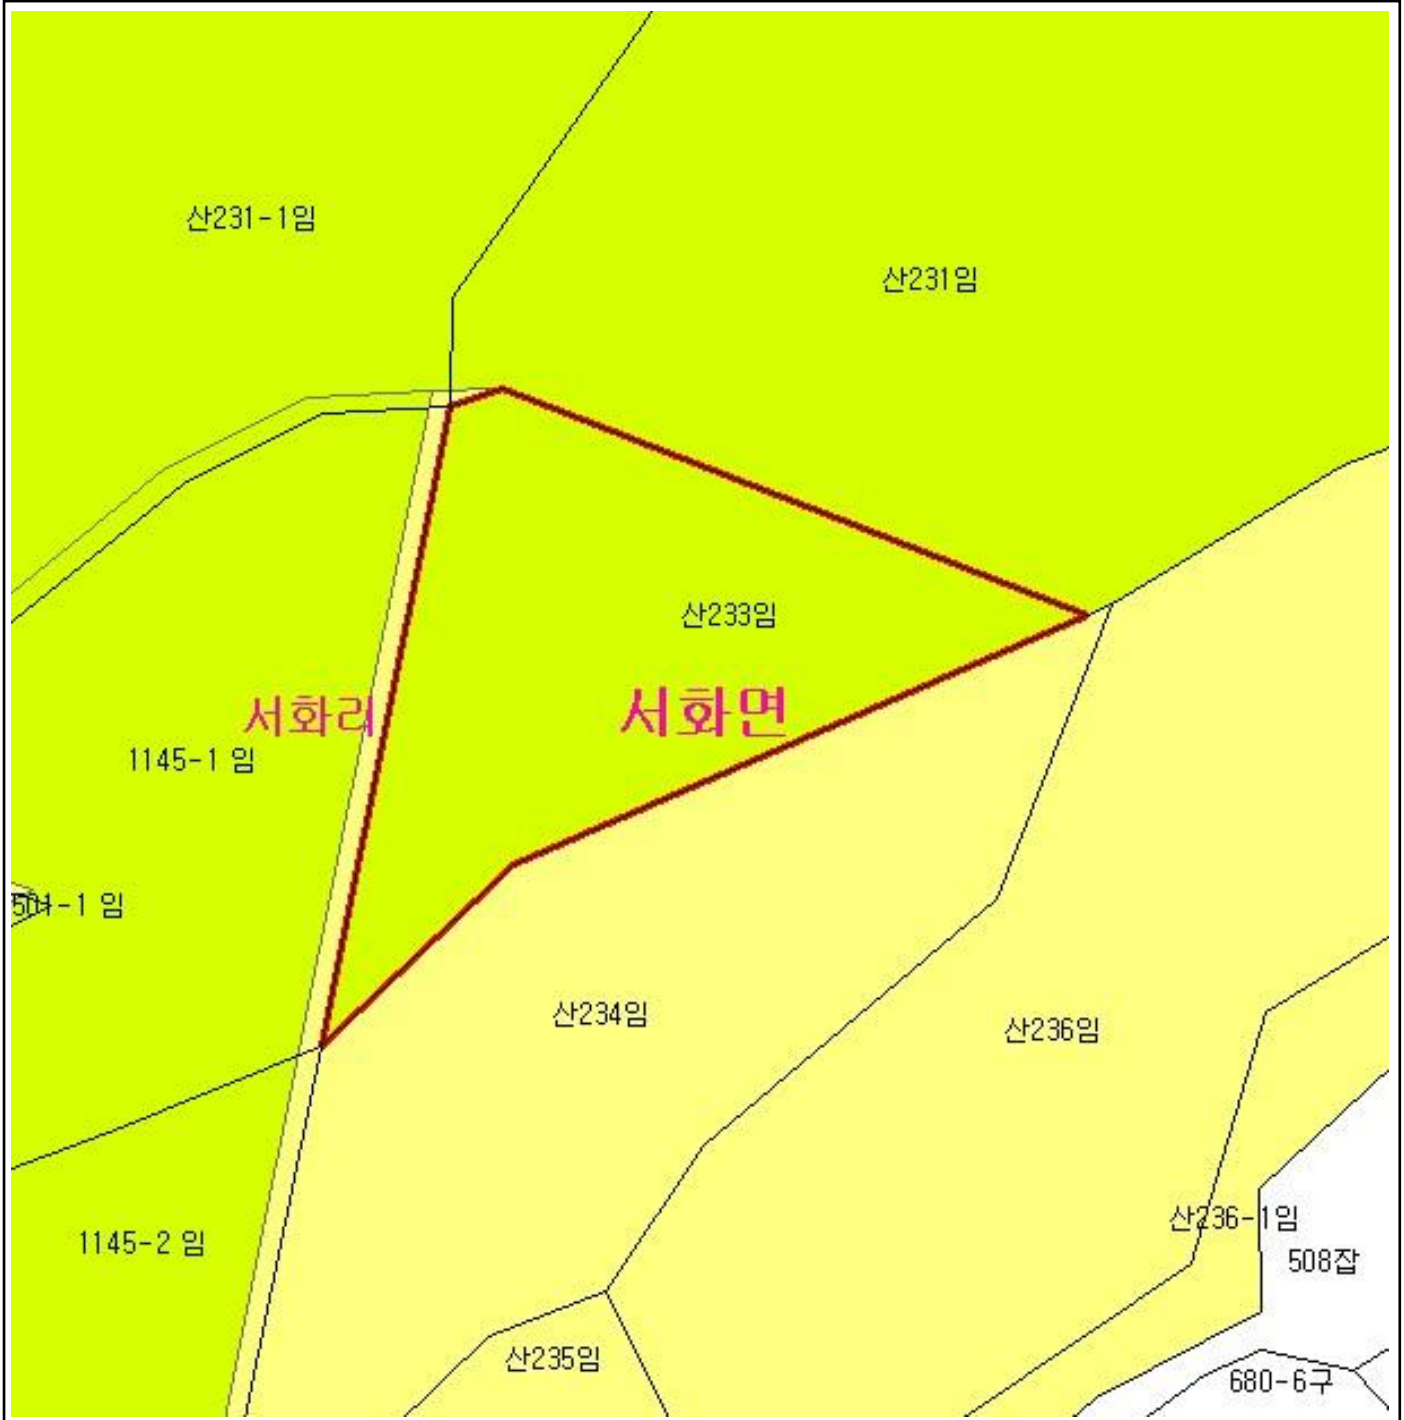 산231-1임
산231임
산233임
서화리
서화면
1145-1 임
501-1 임
산234임
산236임
산236-1임
1145-2 임
508잡
산235임
680-6구